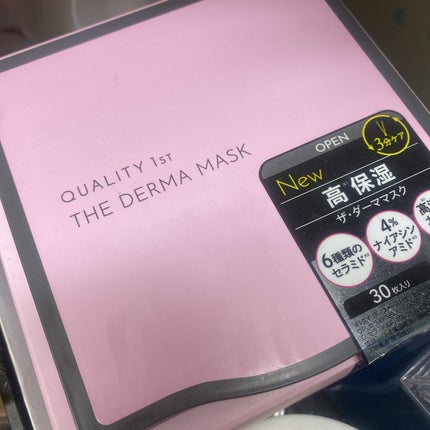 QUALITY 1ST
THE DERMA MASK
OPEN
3分ケア
New
高保湿
ザ・ダーママスク
6種類の
セラミド
4%
ナイアシン
アミド
高
30枚入り